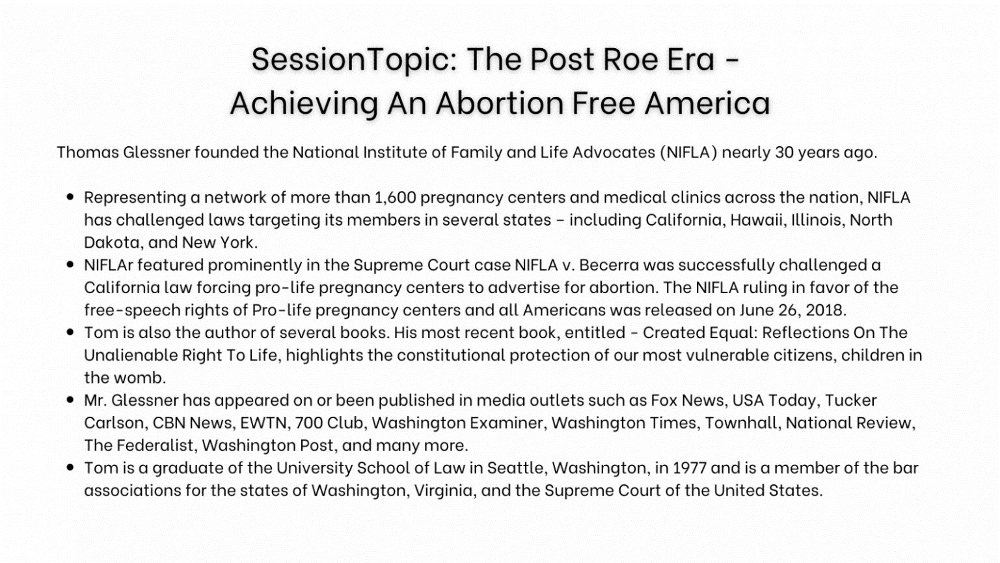 SessionTopic: The Post Roe Era -
Achieving An Abortion Free America
Thomas Glessner founded the National Institute of Family and Life Advocates (NIFLA) nearly 30 years ago.
• Representing a network of more than 1,600 pregnancy centers and medical clinics across the nation, NIFLA
has challenged laws targeting its members in several states – including California, Hawaii, Illinois, North
Dakota, and New York.
• NIFLAr featured prominently in the Supreme Court case NIFLA v. Becerra was successfully challenged a
California law forcing pro-life pregnancy centers to advertise for abortion. The NIFLA ruling in favor of the
free-speech rights of Pro-life pregnancy centers and all Americans was released on June 26, 2018.
• Tom is also the author of several books. His most recent book, entitled - Created Equal: Reflections On The
Unalienable Right To Life, highlights the constitutional protection of our most vulnerable citizens, children in
the womb.
• Mr. Glessner has appeared on or been published in media outlets such as Fox News, USA Today, Tucker
Carlson, CBN News, EWTN, 700 Club, Washington Examiner, Washington Times, Townhall, National Review,
The Federalist, Washington Post, and many more.
• Tom is a graduate of the University School of Law in Seattle, Washington, in 1977 and is a member of the bar
associations for the states of Washington, Virginia, and the Supreme Court of the United States.